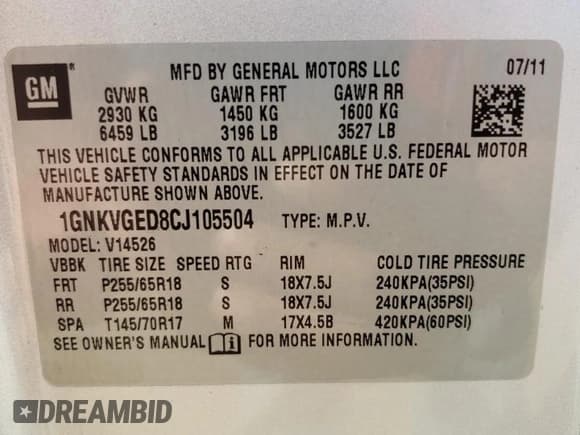 GM ® MFD BY GENERAL MOTORS LLC 07/11
GVWR GAWR FRT GAWR RR
2930 KG 1450 KG 1600 KG
6459 LB 3196 LB 3527 LB
THIS VEHICLE CONFORMS TO ALL APPLICABLE U.S. FEDERAL MOTOR
VEHICLE SAFETY STANDARDS IN EFFECT ON THE DATE OF
MANUFACTURE SHOWN ABOVE.
1GNKVGED8CJ105504 TYPE: M.P.V.
MODEL: V14526
VBBK TIRE SIZE SPEED RTG RIM COLD TIRE PRESSURE
FRT P255/65R18 S 18X7.5J 240KPA(35PSI)
RR P255/65R18 S 18X7.5J 240KPA(35PSI)
SPA T145/70R17 M 17X4.5B 420KPA(60PSI)
SEE OWNER'S MANUAL i FOR MORE INFORMATION.
DREAMBID